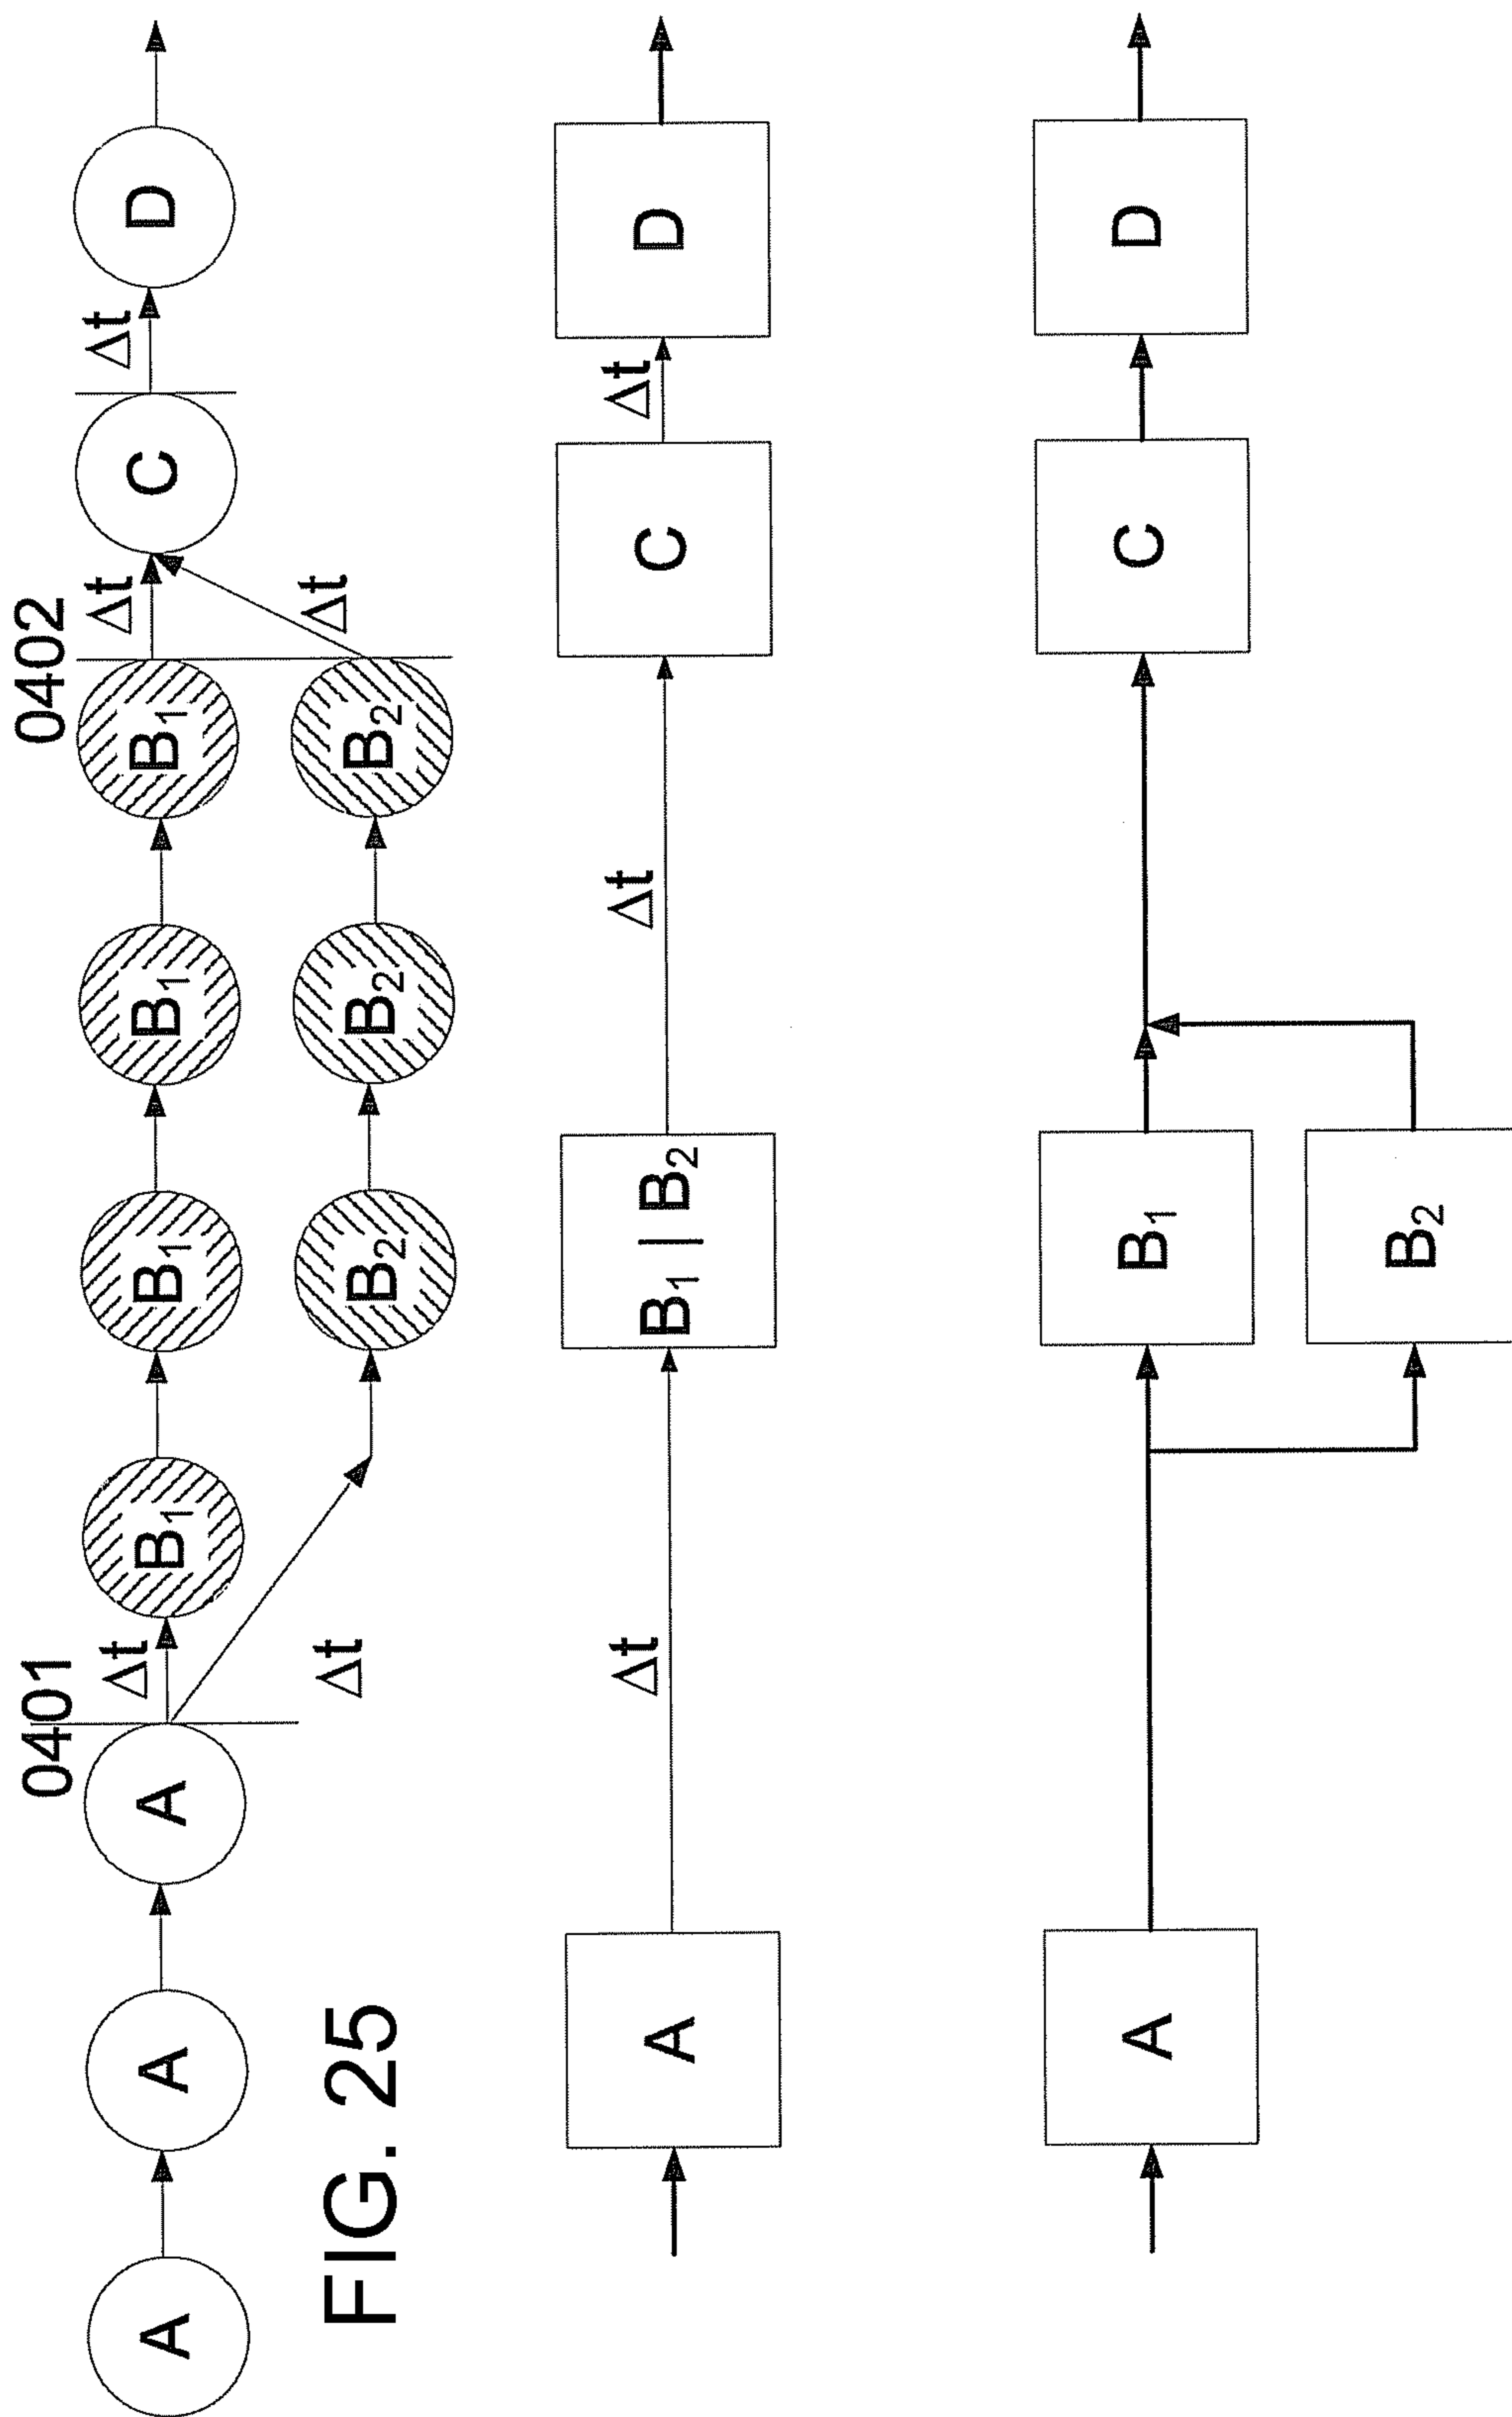 0401 0402
Δt Δt Δt
A A A B₁ B₁ B₁ B₁ C D
Δt Δt
B₂ B₂ B₂
FIG. 25
Δt Δt Δt
A B₁ | B₂ C D
A B₁ C D
B₂